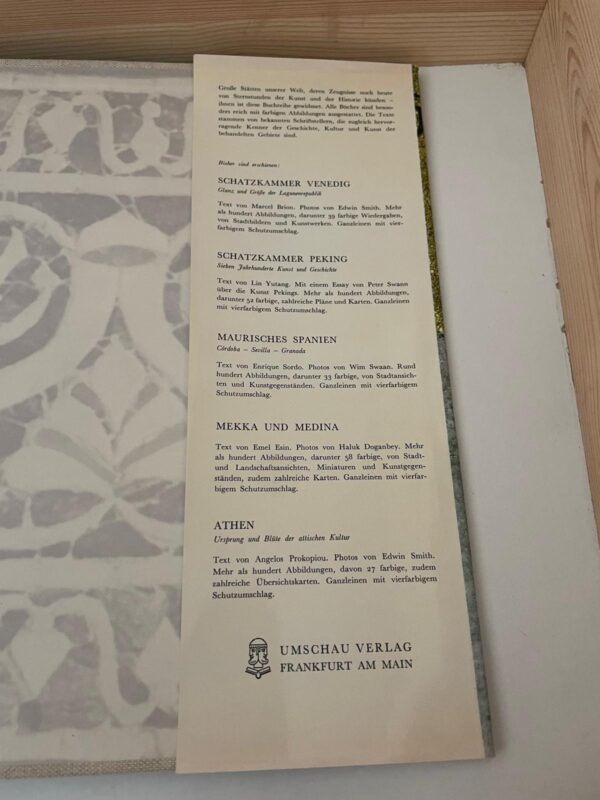 Große Stätten unserer Welt, deren Zeugnisse noch heute
von Sternstunden der Kunst und der Historie künden –
ihnen ist diese Buchreihe gewidmet. Alle Bücher sind beson-
ders reich mit farbigen Abbildungen ausgestattet. Die Texte
stammen von bekannten Schriftstellern, die zugleich hervor-
ragende Kenner der Geschichte, Kultur und Kunst der
behandelten Gebiete sind.
Bisher sind erschienen:
SCHATZKAMMER VENEDIG
Glanz und Größe der Lagunenrepublik
Text von Marcel Brion. Photos von Edwin Smith. Mehr
als hundert Abbildungen, darunter 39 farbige Wiedergaben,
von Stadtbildern und Kunstwerken. Ganzleinen mit vier-
farbigem Schutzumschlag.
SCHATZKAMMER PEKING
Sieben Jahrhunderte Kunst und Geschichte
Text von Lin Yutang. Mit einem Essay von Peter Swann
über die Kunst Pekings. Mehr als hundert Abbildungen,
darunter 52 farbige, zahlreiche Pläne und Karten. Ganzleinen
mit vierfarbigem Schutzumschlag.
MAURISCHES SPANIEN
Córdoba – Sevilla – Granada
Text von Enrique Sordo. Photos von Wim Swaan. Rund
hundert Abbildungen, darunter 33 farbige, von Stadtansich-
ten und Kunstgegenständen. Ganzleinen mit vierfarbigem
Schutzumschlag.
MEKKA UND MEDINA
Text von Emel Esin. Photos von Haluk Doganbey. Mehr
als hundert Abbildungen, darunter 58 farbige, von Stadt-
und Landschaftsansichten, Miniaturen und Kunstgegen-
ständen, zudem zahlreiche Karten. Ganzleinen mit vierfar-
bigem Schutzumschlag.
ATHEN
Ursprung und Blüte der attischen Kultur
Text von Angelos Prokopiou. Photos von Edwin Smith.
Mehr als hundert Abbildungen, davon 27 farbige, zudem
zahlreiche Übersichtskarten. Ganzleinen mit vierfarbigem
Schutzumschlag.
UMSCHAU VERLAG
FRANKFURT AM MAIN